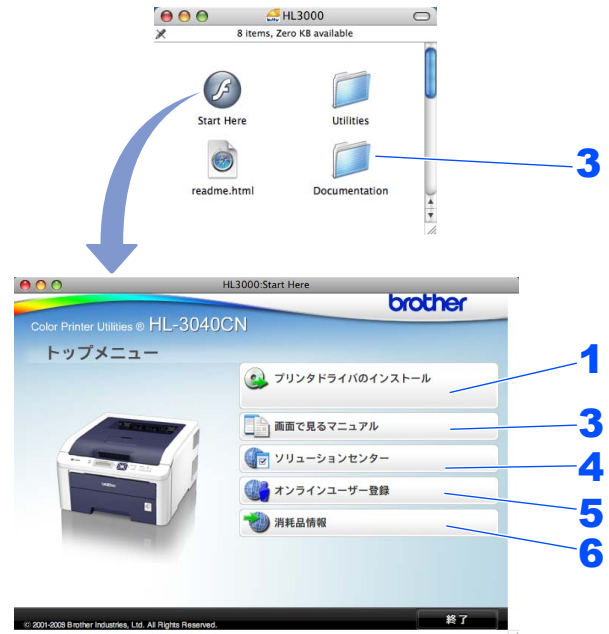 HL3000
8 items, Zero KB available
Start Here
Utilities
readme.html
Documentation
3
HL3000:Start Here
brother
Color Printer Utilities ® HL-3040CN
トップメニュー
プリンタドライバのインストール
1
画面で見るマニュアル
3
ソリューションセンター
4
オンラインユーザー登録
5
消耗品情報
6
© 2001-2009 Brother Industries, Ltd. All Rights Reserved.
終了